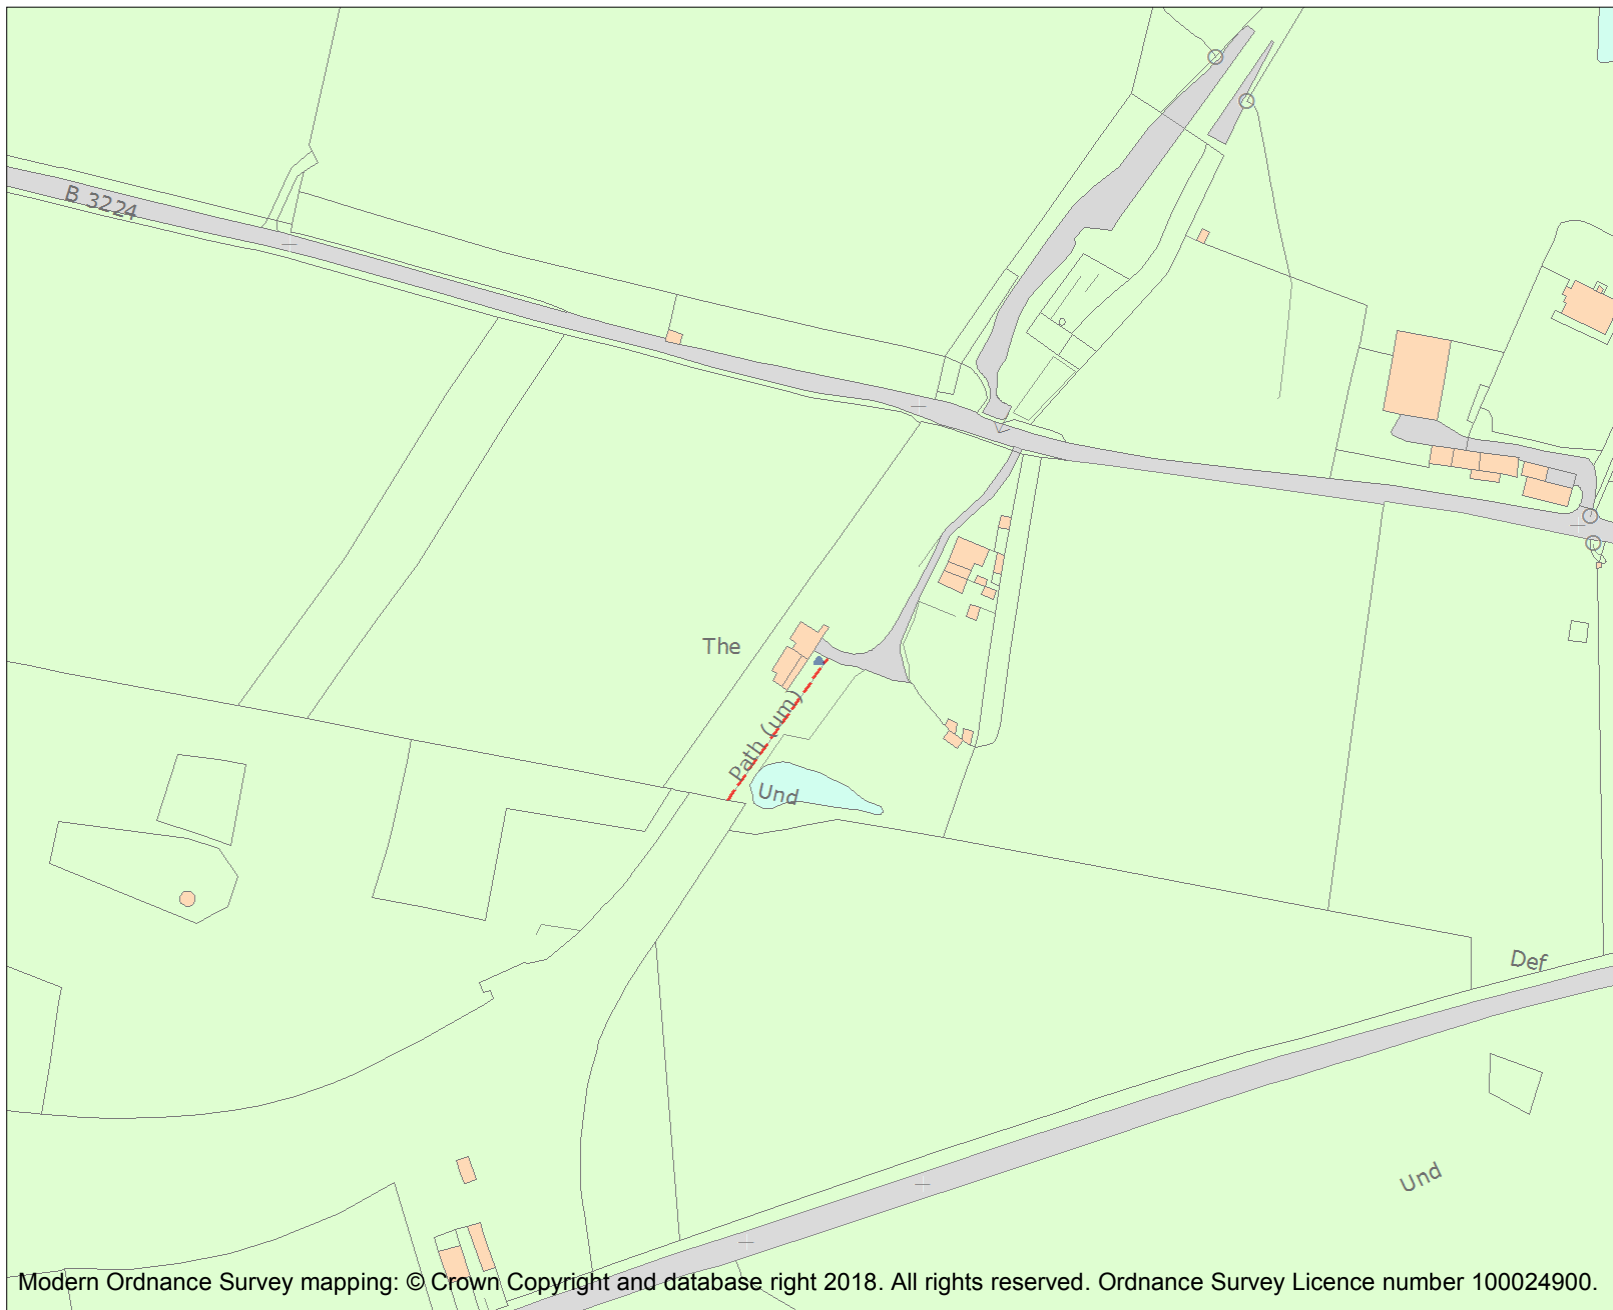 B 3224
The
Path (um)
Und
Def
Und
Modern Ordnance Survey mapping: © Crown Copyright and database right 2018. All rights reserved. Ordnance Survey Licence number 100024900.